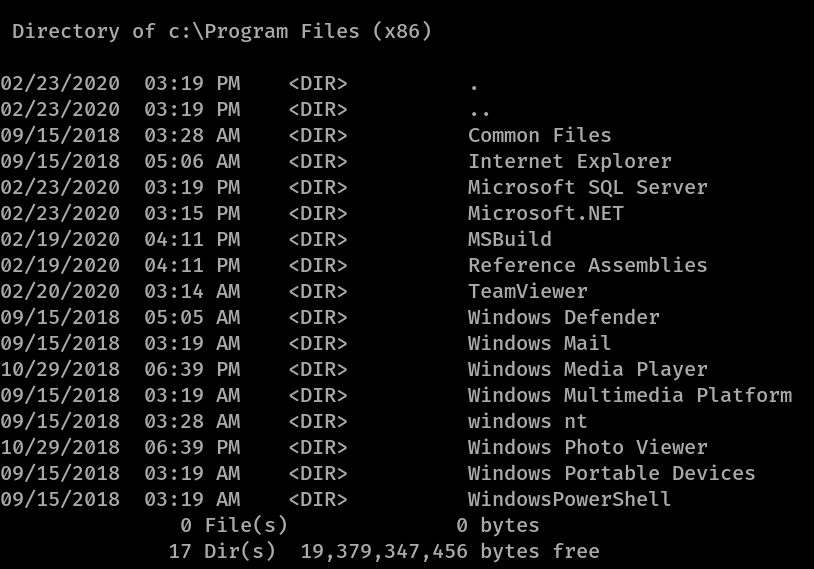 Directory of c:\Program Files (x86)
02/23/2020  03:19 PM    <DIR>          .
02/23/2020  03:19 PM    <DIR>          ..
09/15/2018  03:28 AM    <DIR>          Common Files
09/15/2018  05:06 AM    <DIR>          Internet Explorer
02/23/2020  03:19 PM    <DIR>          Microsoft SQL Server
02/23/2020  03:15 PM    <DIR>          Microsoft.NET
02/19/2020  04:11 PM    <DIR>          MSBuild
02/19/2020  04:11 PM    <DIR>          Reference Assemblies
02/20/2020  03:14 AM    <DIR>          TeamViewer
09/15/2018  05:05 AM    <DIR>          Windows Defender
09/15/2018  03:19 AM    <DIR>          Windows Mail
10/29/2018  06:39 PM    <DIR>          Windows Media Player
09/15/2018  03:19 AM    <DIR>          Windows Multimedia Platform
09/15/2018  03:28 AM    <DIR>          windows nt
10/29/2018  06:39 PM    <DIR>          Windows Photo Viewer
09/15/2018  03:19 AM    <DIR>          Windows Portable Devices
09/15/2018  03:19 AM    <DIR>          WindowsPowerShell
0 File(s)              0 bytes
17 Dir(s)  19,379,347,456 bytes free